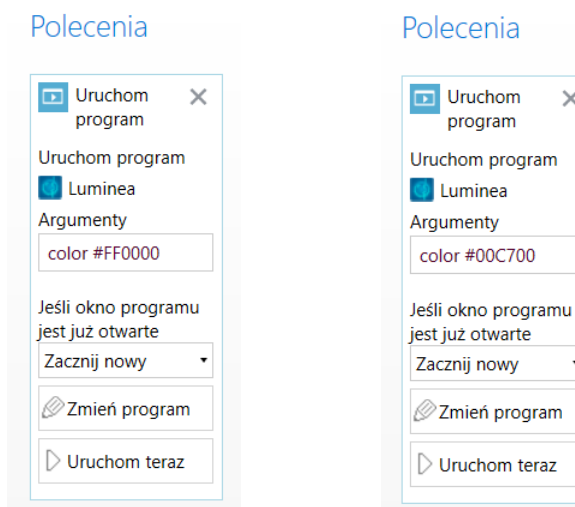 Polecenia
Uruchom
program
Uruchom program
Luminea
Argumenty
color #FF0000
Jeśli okno programu
jest już otwarte
Zacznij nowy
Zmień program
Uruchom teraz
Polecenia
Uruchom
program
Uruchom program
Luminea
Argumenty
color #00C700
Jeśli okno programu
jest już otwarte
Zacznij nowy
Zmień program
Uruchom teraz